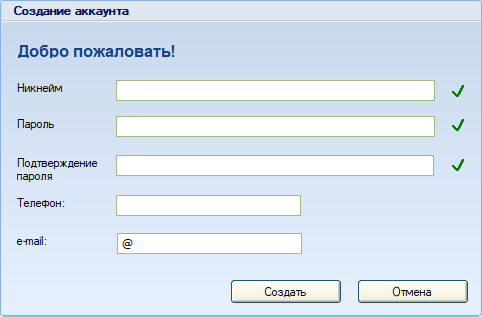 Создание аккаунта
Добро пожаловать!
Никнейм
Пароль
Подтверждение
пароля
Телефон:
e-mail:
@
Создать
Отмена